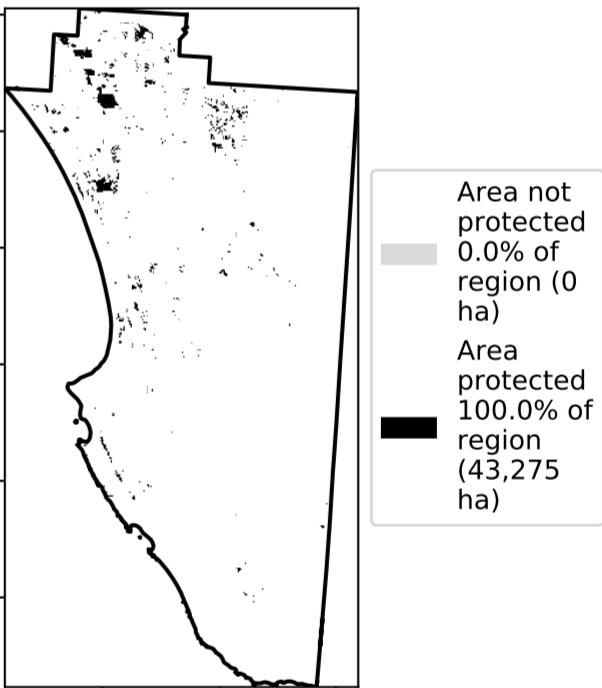 Area not
protected
0.0% of
region (0
ha)
Area
protected
100.0% of
region
(43,275
ha)